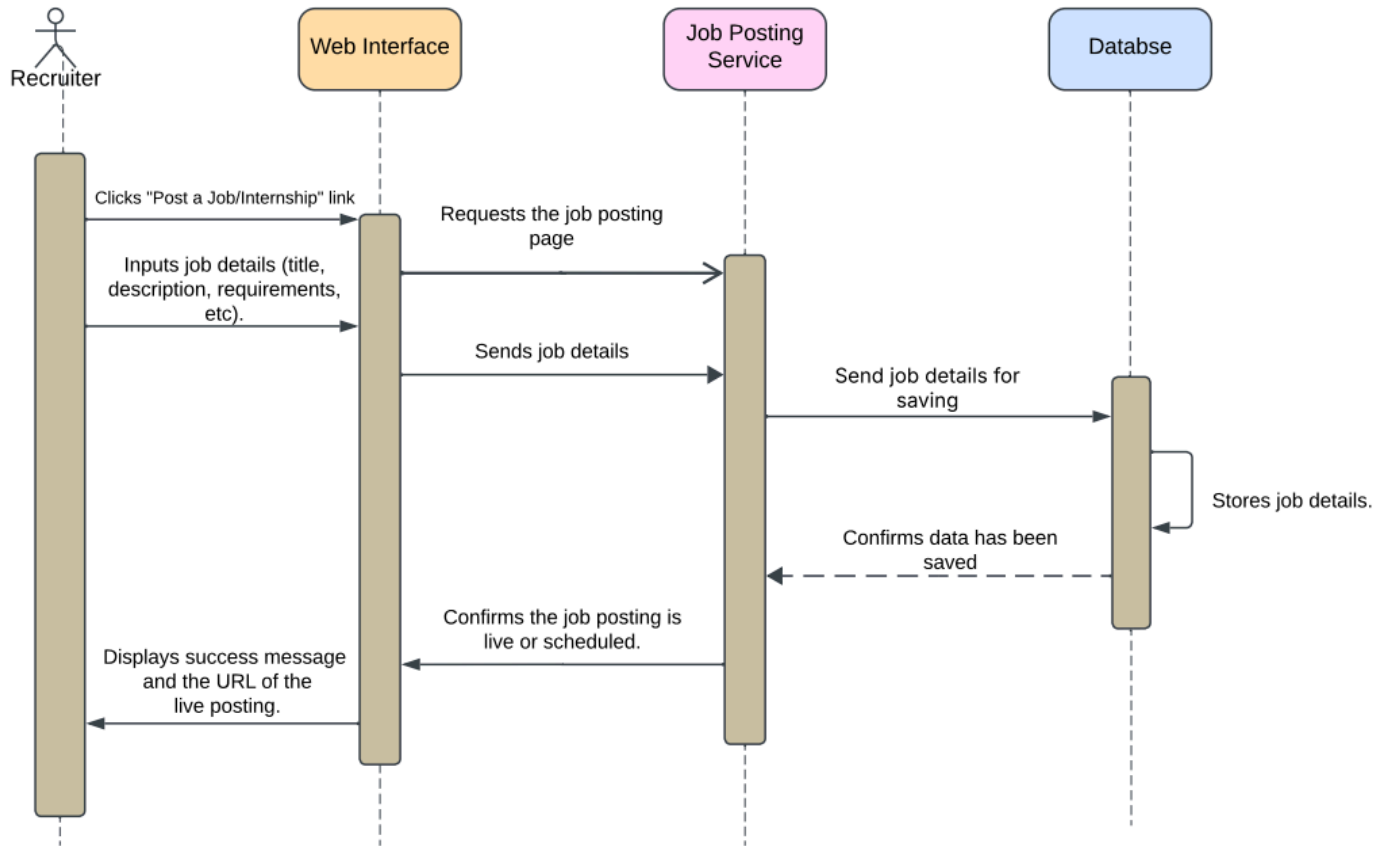 Recruiter
Web Interface
Job Posting
Service
Databse
Clicks "Post a Job/Internship" link
Requests the job posting
page
Inputs job details (title,
description, requirements,
etc).
Sends job details
Send job details for
saving
Stores job details.
Confirms data has been
saved
Confirms the job posting is
live or scheduled.
Displays success message
and the URL of the
live posting.